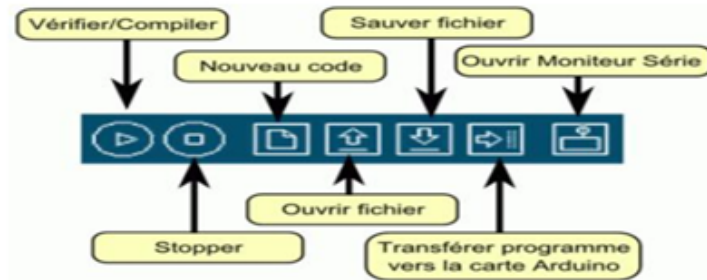 Vérifier/Compiler
Sauver fichier
Nouveau code
Ouvrir Moniteur Série
Ouvrir fichier
Stopper
Transférer programme
vers la carte Arduino